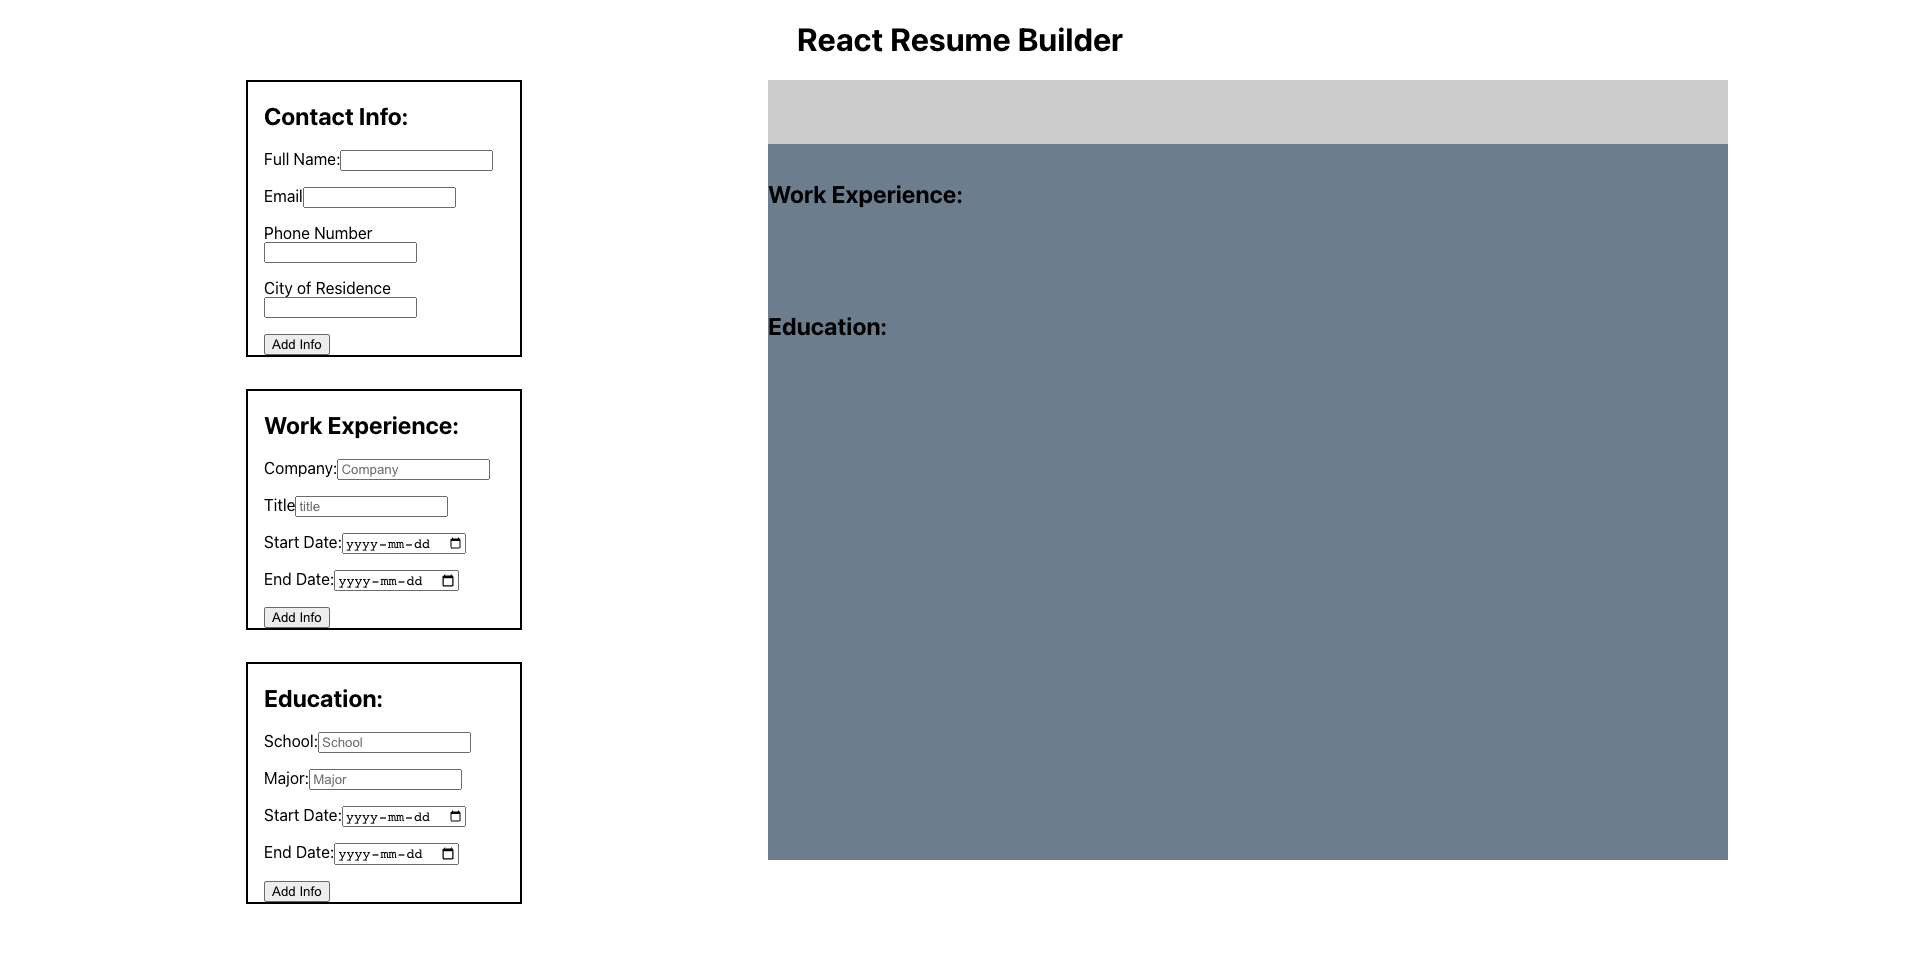 React Resume Builder
Contact Info:
Full Name:
Email
Phone Number
City of Residence
Add Info
Work Experience:
Company: Company
Title title
Start Date: yyyy-mm-dd
End Date: yyyy-mm-dd
Add Info
Education:
School: School
Major: Major
Start Date: yyyy-mm-dd
End Date: yyyy-mm-dd
Add Info
Work Experience:
Education: